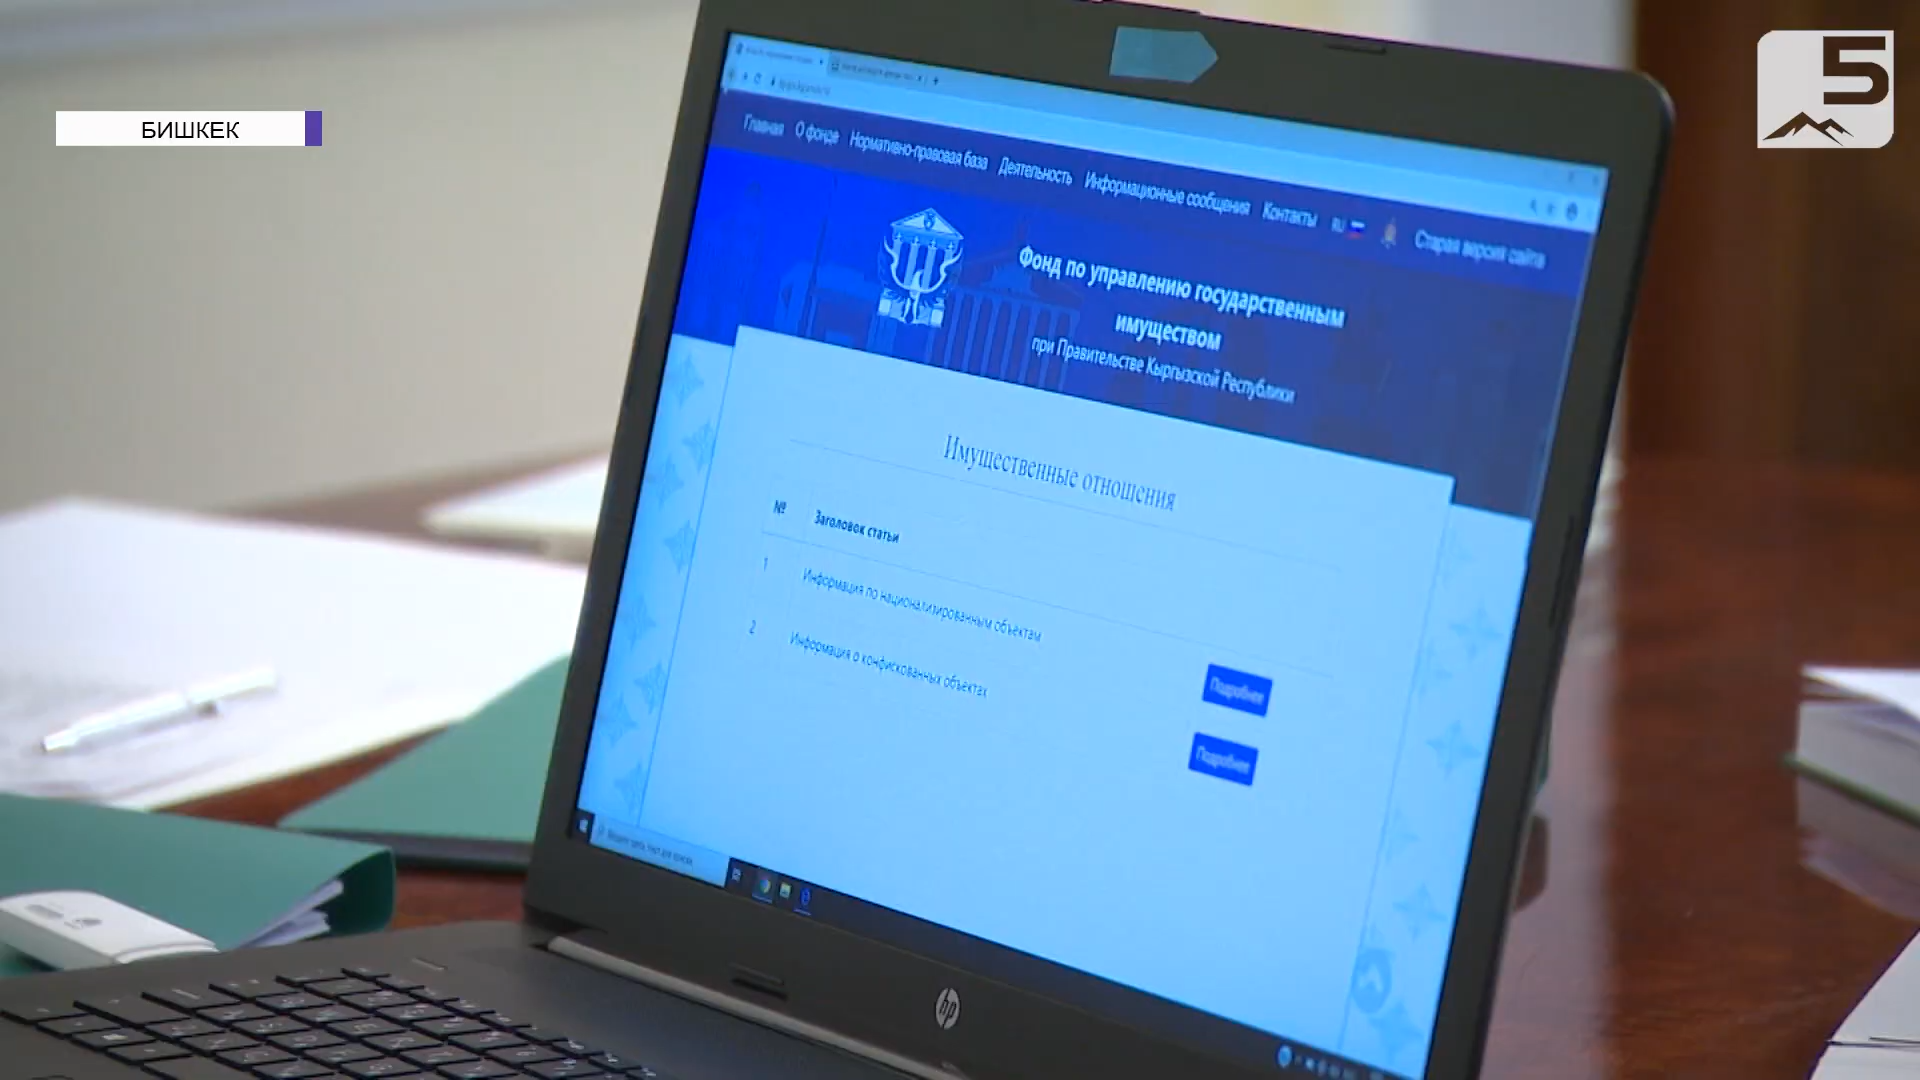 БИШКЕК
5
Главная О фонде Нормативно-правовая база Деятельность Информационные сообщения Контакты RU Старая версия сайта
Фонд по управлению государственным
имуществом
при Правительстве Кыргызской Республики
Имущественные отношения
№ Заголовок статьи
1 Информация по национализированным объектам
Подробнее
2 Информация о конфискованных объектах
Подробнее
hp